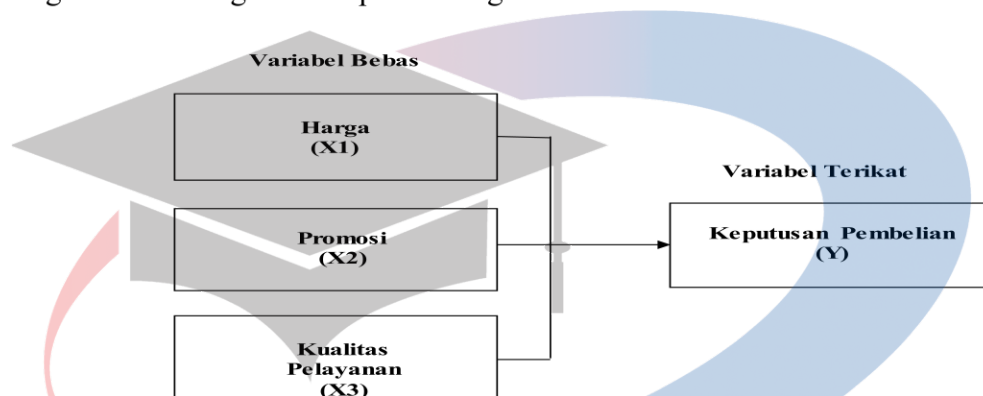 Variabel Bebas
Harga
(X1)
Variabel Terikat
Promosi
(X2)
Keputusan Pembelian
(Y)
Kualitas
Pelayanan
(X3)